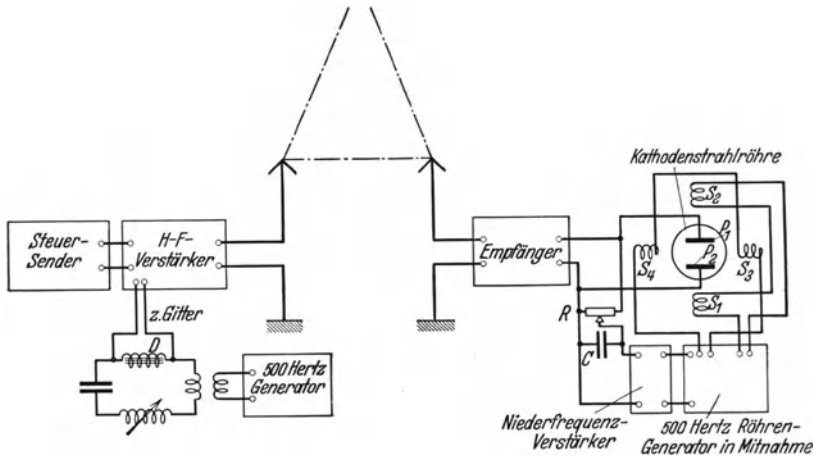 Kathodenstrahlröhre
S₂
P₁
P₂
S₄
S₃
S₁
Steuer-
Sender
H-F-
Verstärker
Empfänger
z. Gitter
D
R
C
500 Hertz
Generator
Niederfrequenz-
Verstärker
500 Hertz Röhren-
Generator in Mitnahme